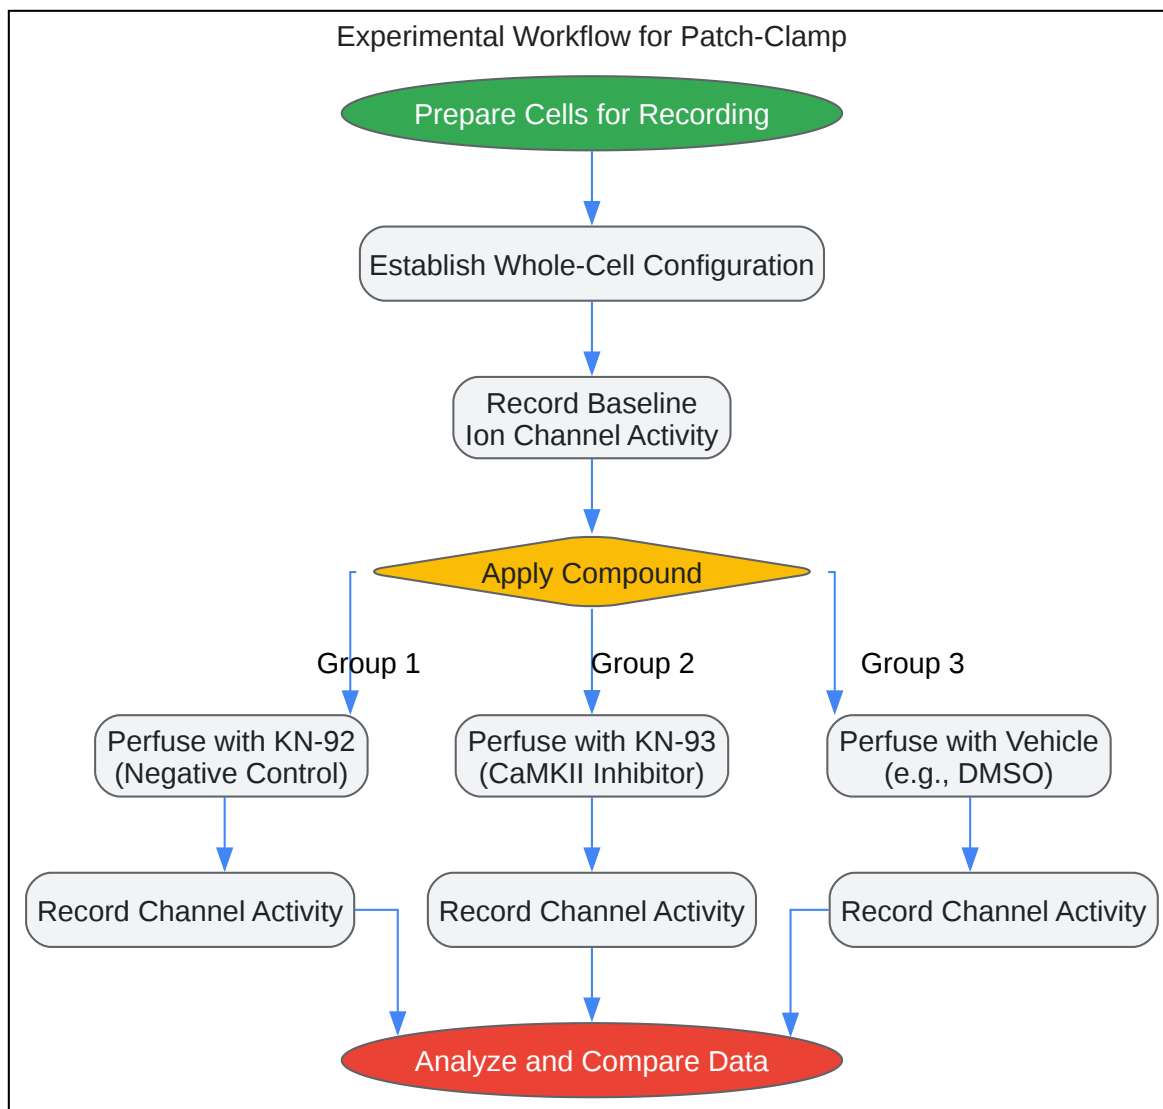 Experimental Workflow for Patch-Clamp
Prepare Cells for Recording
Establish Whole-Cell Configuration
Record Baseline
Ion Channel Activity
Apply Compound
Group 1
Group 2
Group 3
Perfuse with KN-92
(Negative Control)
Perfuse with KN-93
(CaMKII Inhibitor)
Perfuse with Vehicle
(e.g., DMSO)
Record Channel Activity
Record Channel Activity
Record Channel Activity
Analyze and Compare Data